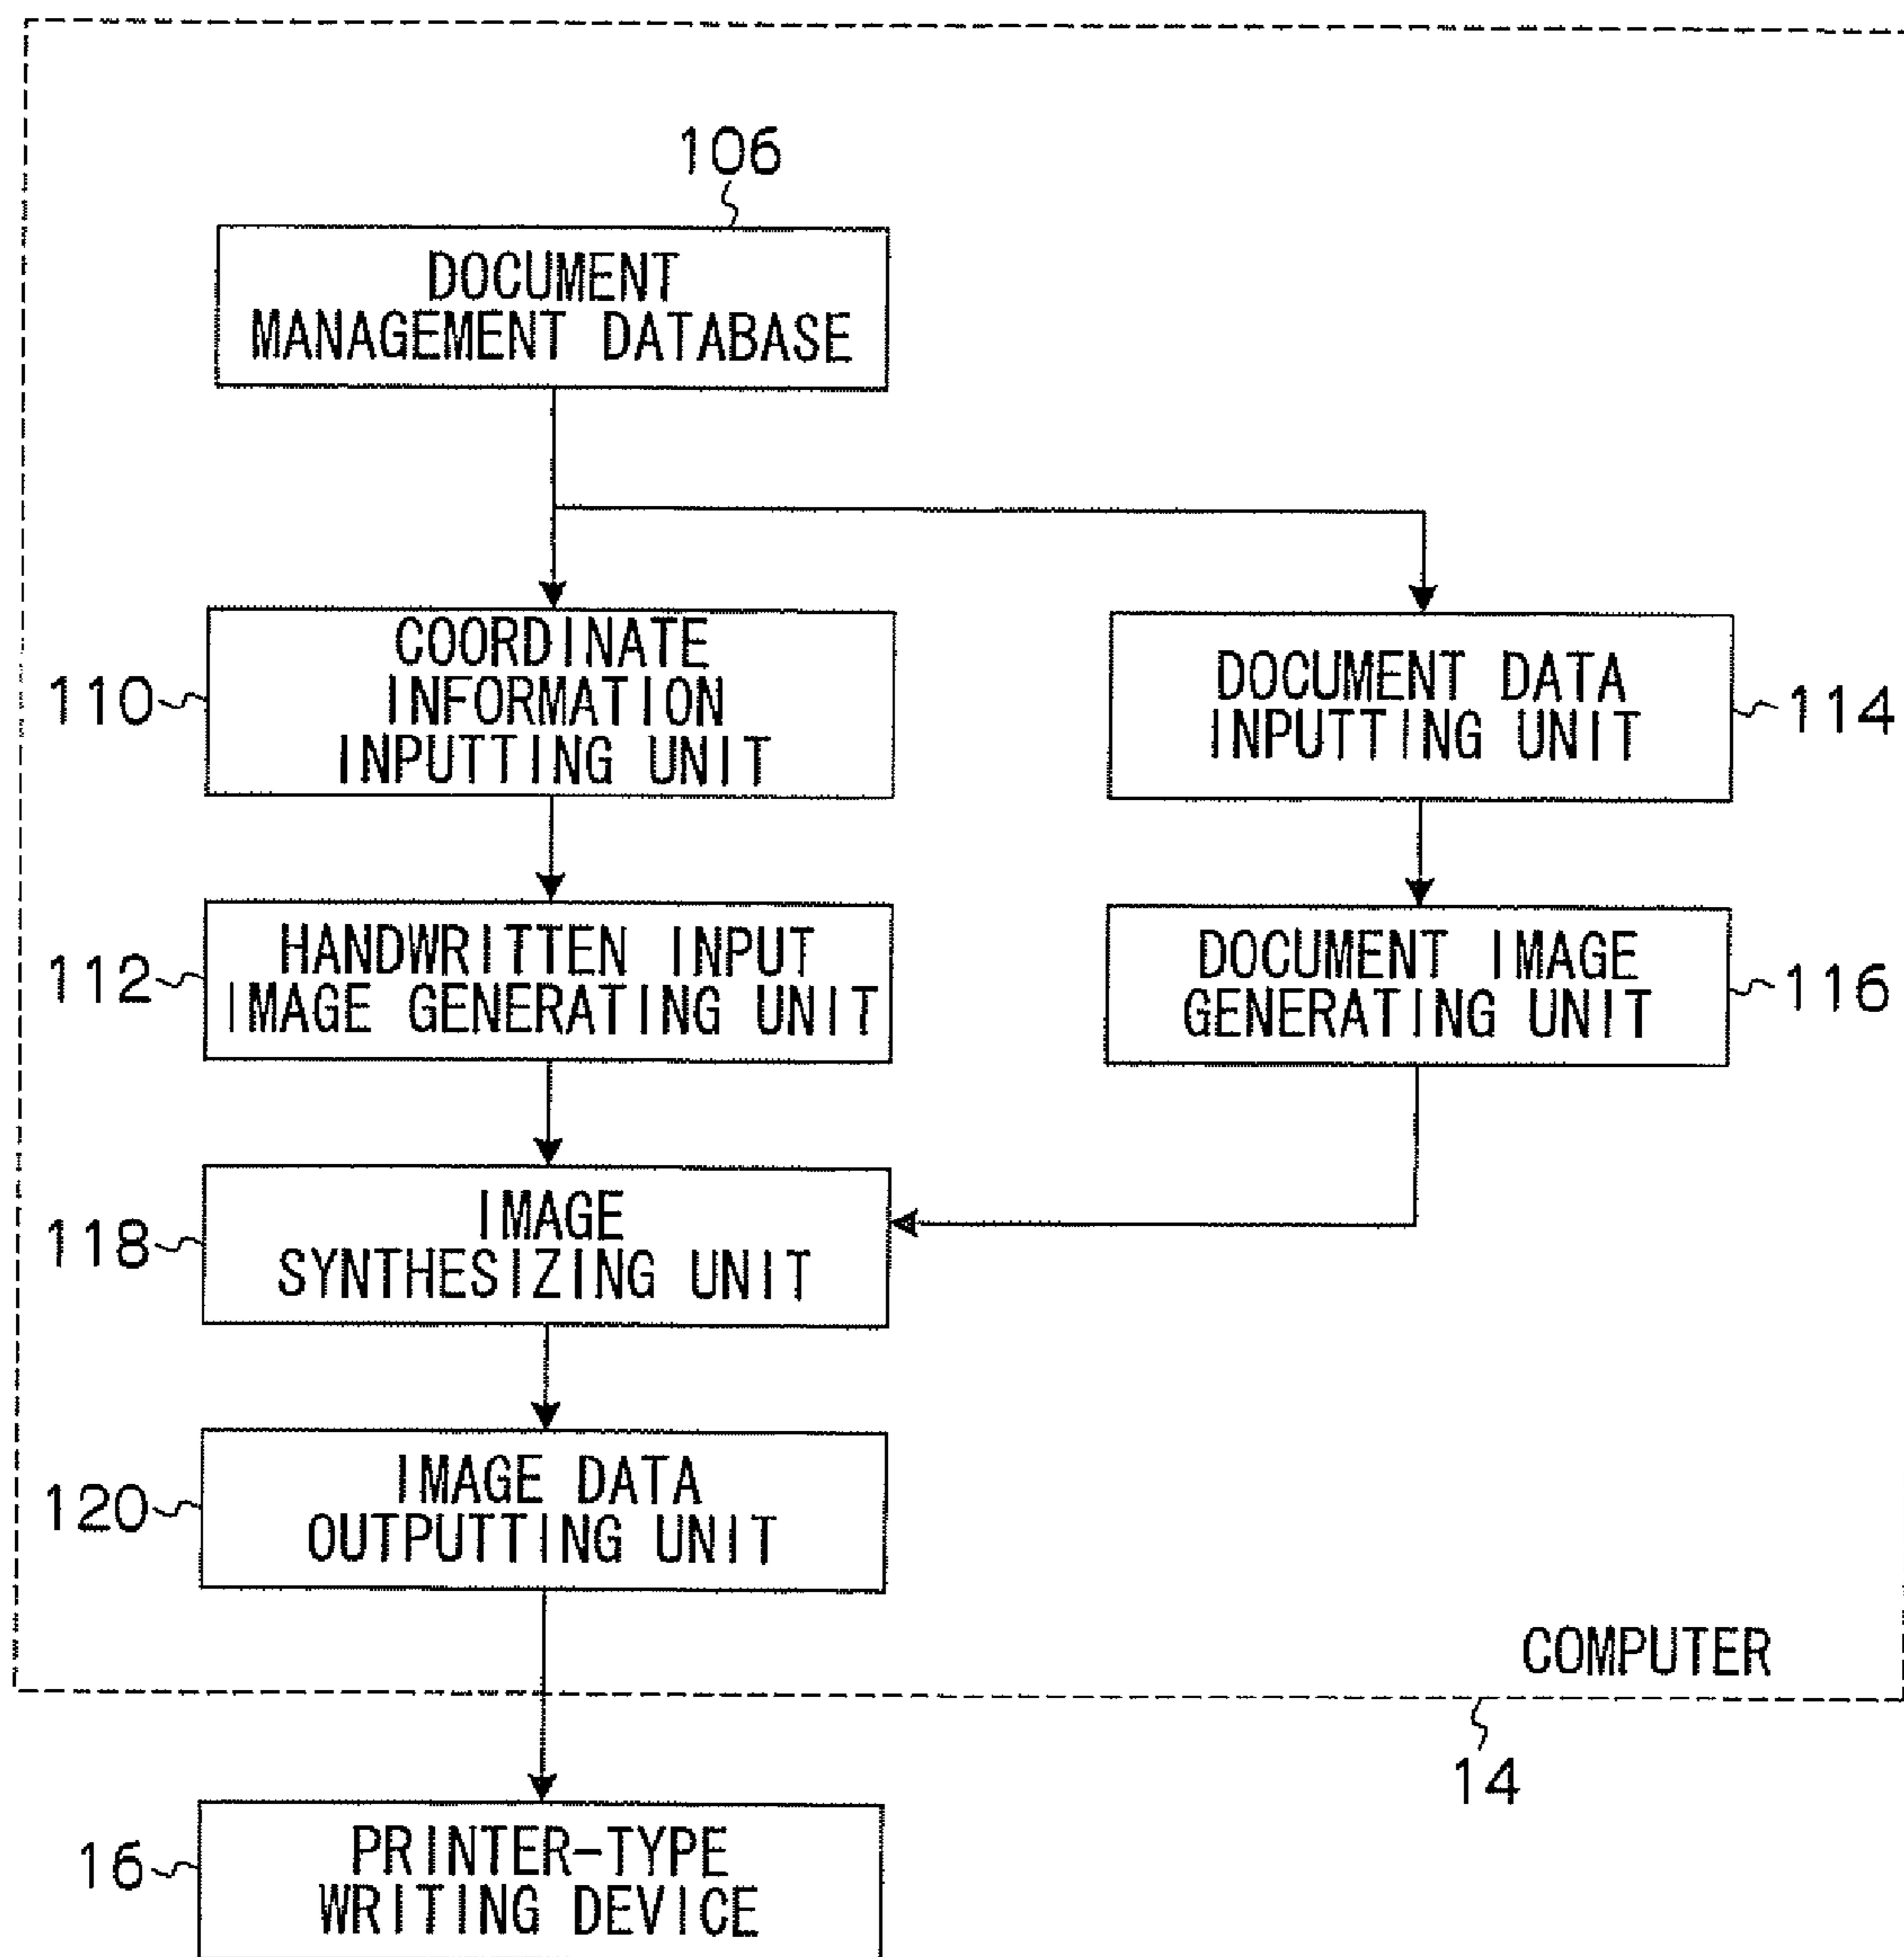 106
DOCUMENT
MANAGEMENT DATABASE
110
COORDINATE
INFORMATION
INPUTTING UNIT
DOCUMENT DATA
INPUTTING UNIT
114
112
HANDWRITTEN INPUT
IMAGE GENERATING UNIT
DOCUMENT IMAGE
GENERATING UNIT
116
118
IMAGE
SYNTHESIZING UNIT
120
IMAGE DATA
OUTPUTTING UNIT
COMPUTER
14
16
PRINTER-TYPE
WRITING DEVICE